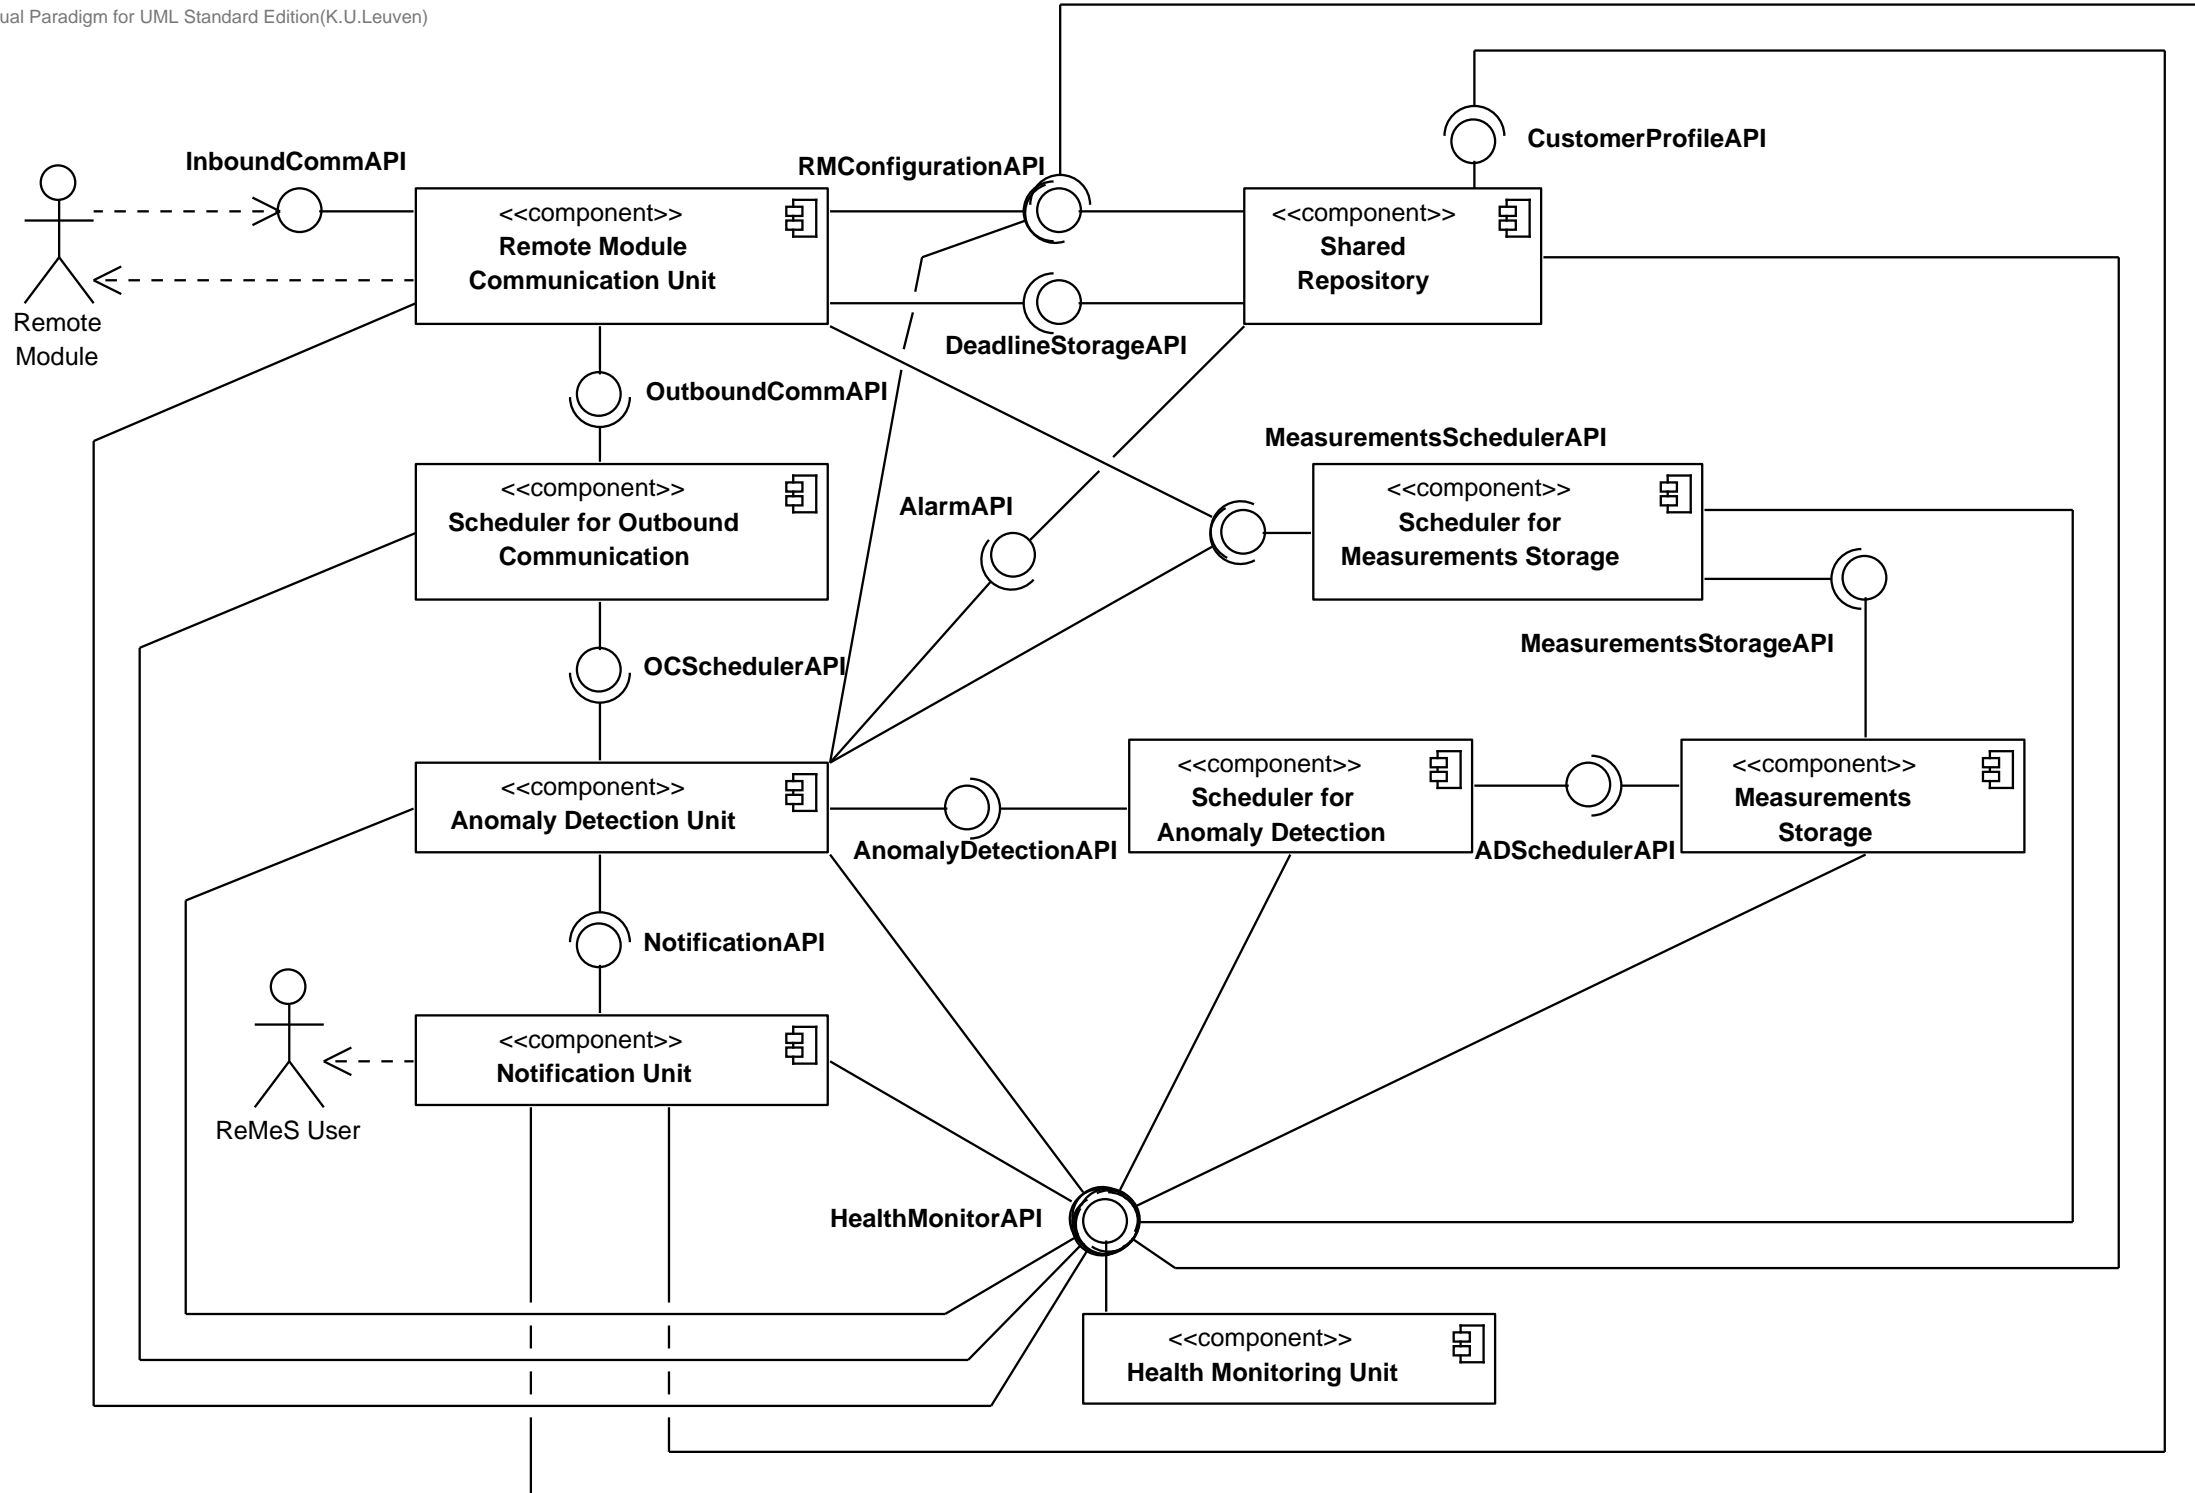 ual Paradigm for UML Standard Edition(K.U.Leuven)
CustomerProfileAPI
InboundCommAPI
RMConfigurationAPI
<<component>>
Remote Module
Communication Unit
<<component>>
Shared
Repository
Remote
Module
DeadlineStorageAPI
OutboundCommAPI
MeasurementsSchedulerAPI
<<component>>
Scheduler for Outbound
Communication
AlarmAPI
<<component>>
Scheduler for
Measurements Storage
MeasurementsStorageAPI
OCSchedulerAPI
<<component>>
Anomaly Detection Unit
<<component>>
Scheduler for
Anomaly Detection
<<component>>
Measurements
Storage
AnomalyDetectionAPI
ADSchedulerAPI
NotificationAPI
<<component>>
Notification Unit
ReMeS User
HealthMonitorAPI
<<component>>
Health Monitoring Unit